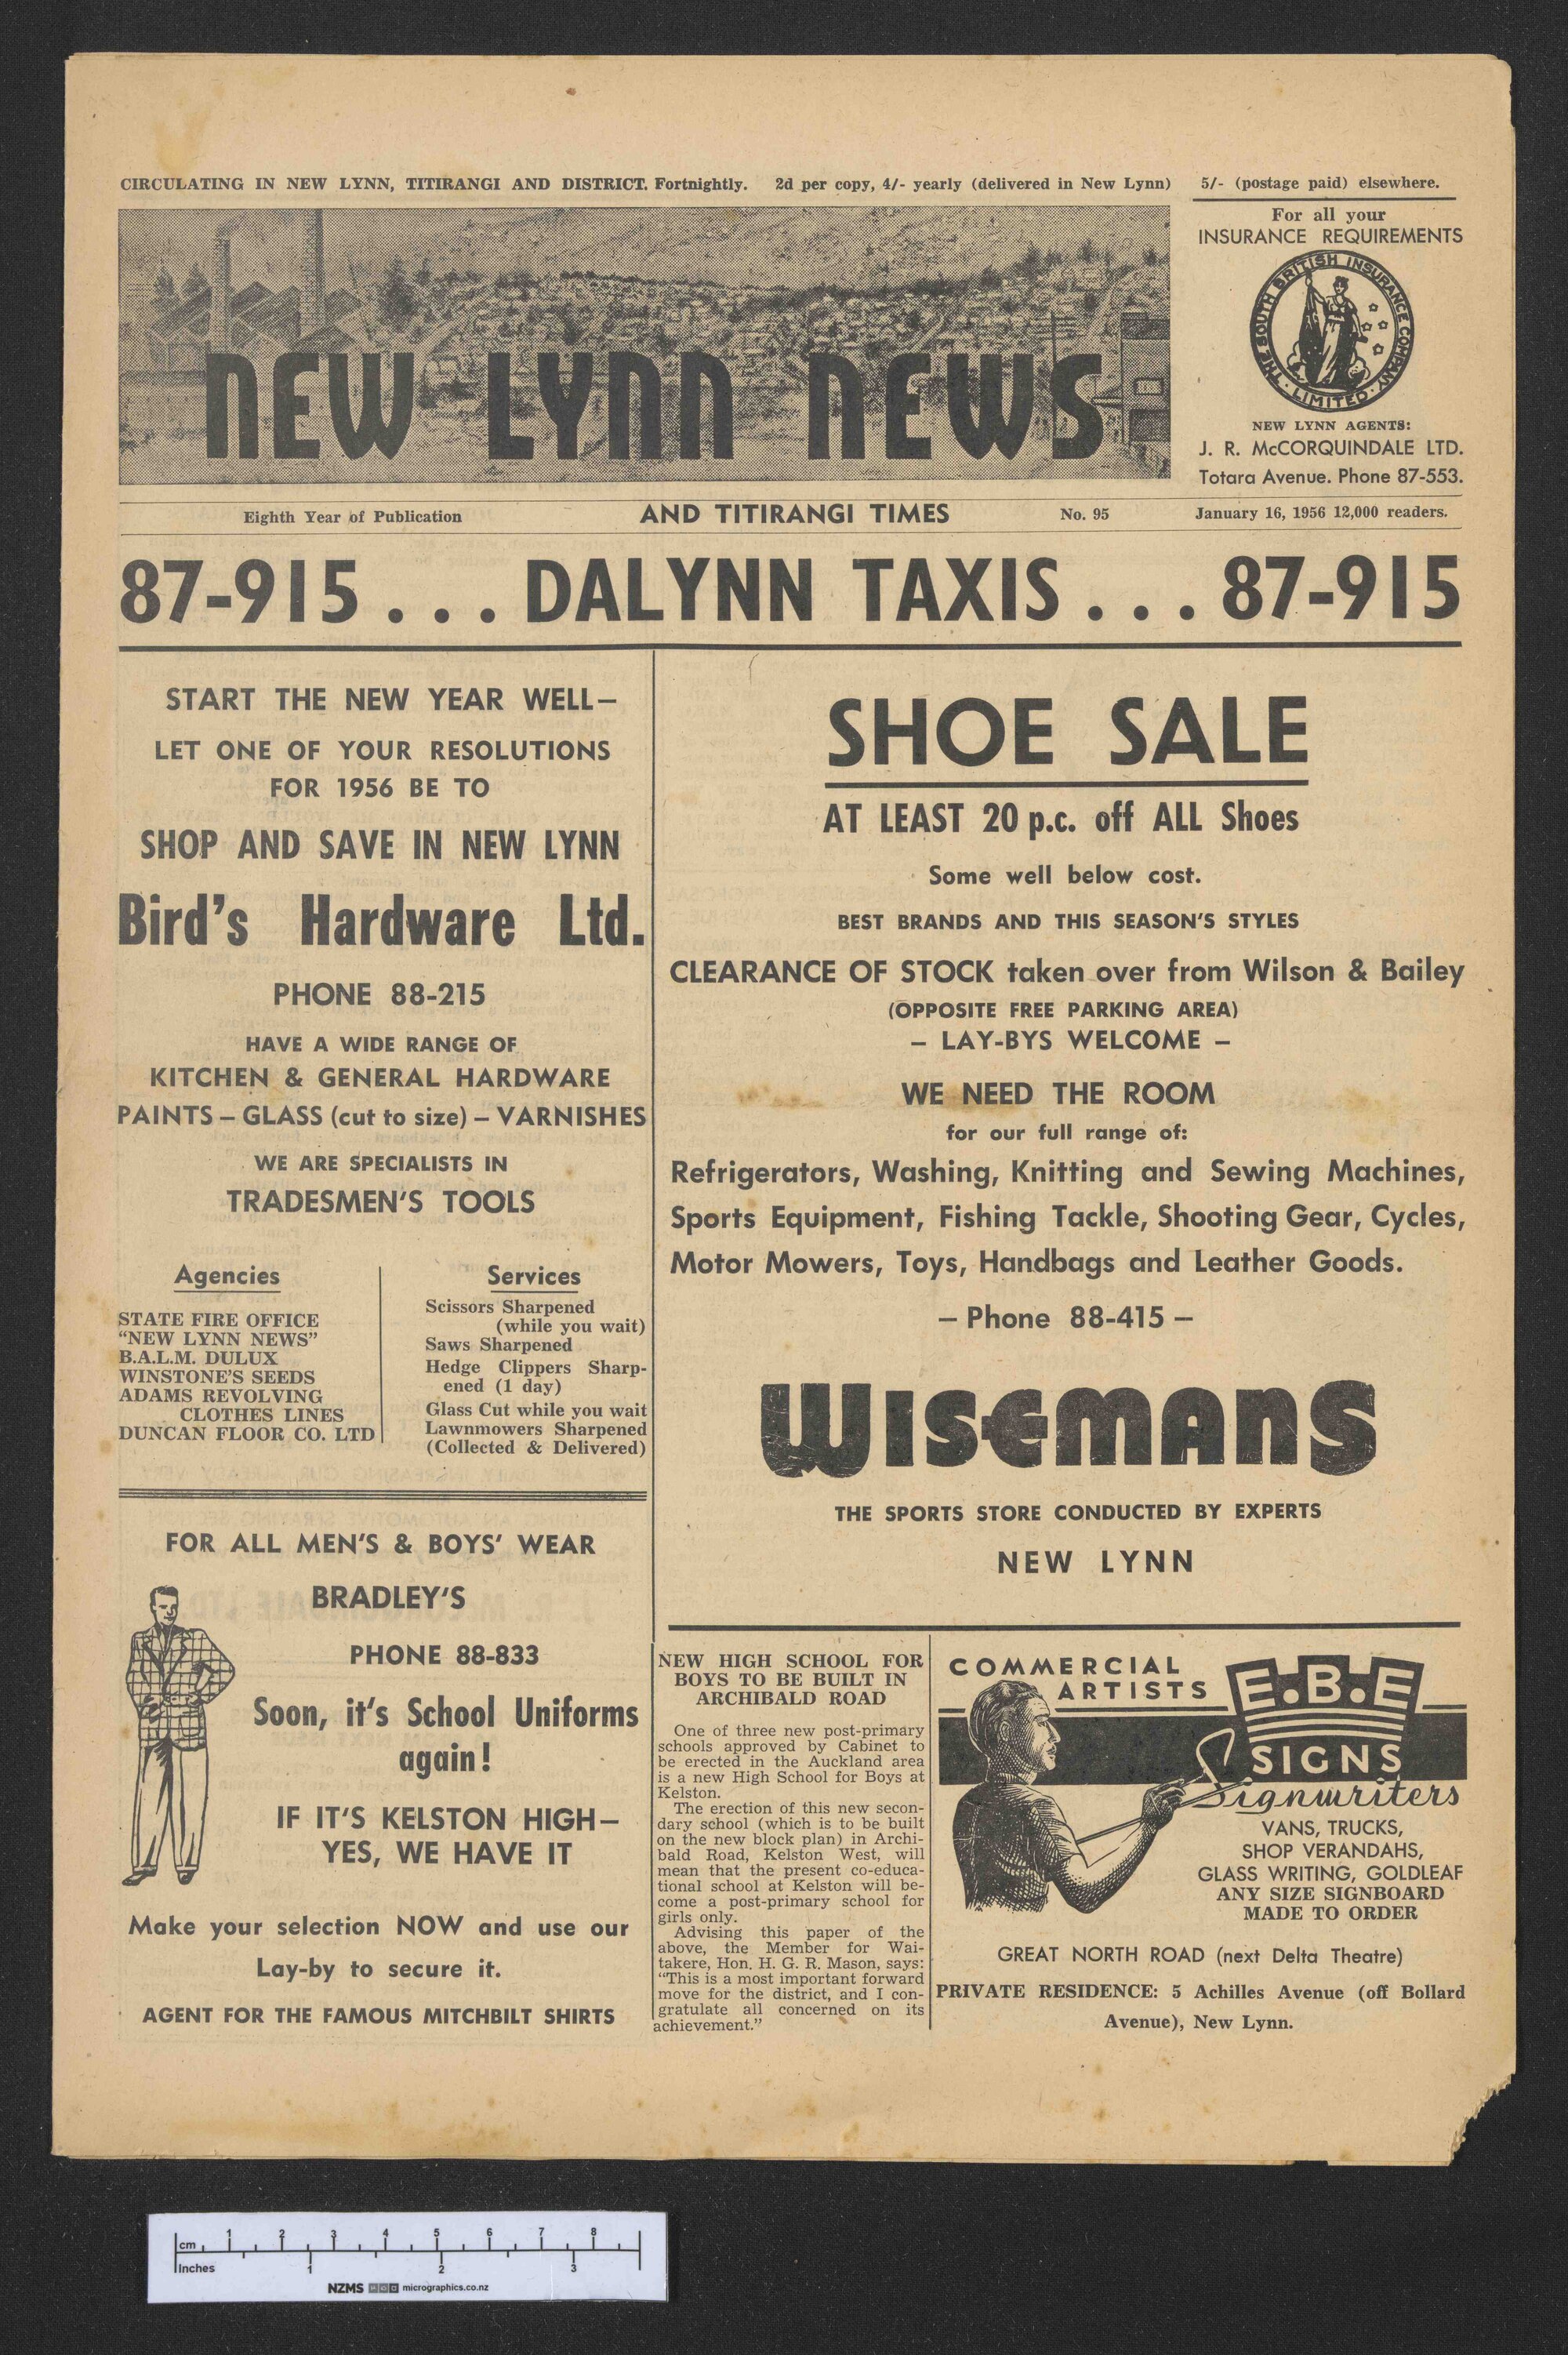 CIRCULATING IN NEW LYNN, TITIRANGI AND DISTRICT. Fortnightly. 2d per copy, 4/- yearly (delivered in New Lynn) 5/- (postage paid) elsewhere.
NEW LYNN NEWS
For all your
INSURANCE REQUIREMENTS
THE SOUTH BRITISH INSURANCE COMPANY · LIMITED ·
NEW LYNN AGENTS:
J. R. McCORQUINDALE LTD.
Totara Avenue. Phone 87-553.
Eighth Year of Publication AND TITIRANGI TIMES No. 95 January 16, 1956 12,000 readers.
87-915 . . . DALYNN TAXIS . . . 87-915
START THE NEW YEAR WELL—
LET ONE OF YOUR RESOLUTIONS
FOR 1956 BE TO
SHOP AND SAVE IN NEW LYNN
Bird's Hardware Ltd.
PHONE 88-215
HAVE A WIDE RANGE OF
KITCHEN & GENERAL HARDWARE
PAINTS – GLASS (cut to size) – VARNISHES
WE ARE SPECIALISTS IN
TRADESMEN'S TOOLS
Agencies
STATE FIRE OFFICE
"NEW LYNN NEWS"
B.A.L.M. DULUX
WINSTONE'S SEEDS
ADAMS REVOLVING
CLOTHES LINES
DUNCAN FLOOR CO. LTD
Services
Scissors Sharpened
(while you wait)
Saws Sharpened
Hedge Clippers Sharp-
ened (1 day)
Glass Cut while you wait
Lawnmowers Sharpened
(Collected & Delivered)
FOR ALL MEN'S & BOYS' WEAR
BRADLEY'S
PHONE 88-833
Soon, it's School Uniforms
again!
IF IT'S KELSTON HIGH—
YES, WE HAVE IT
Make your selection NOW and use our
Lay-by to secure it.
AGENT FOR THE FAMOUS MITCHBILT SHIRTS
SHOE SALE
AT LEAST 20 p.c. off ALL Shoes
Some well below cost.
BEST BRANDS AND THIS SEASON'S STYLES
CLEARANCE OF STOCK taken over from Wilson & Bailey
(OPPOSITE FREE PARKING AREA)
– LAY-BYS WELCOME –
WE NEED THE ROOM
for our full range of:
Refrigerators, Washing, Knitting and Sewing Machines,
Sports Equipment, Fishing Tackle, Shooting Gear, Cycles,
Motor Mowers, Toys, Handbags and Leather Goods.
– Phone 88-415 –
WISEMANS
THE SPORTS STORE CONDUCTED BY EXPERTS
NEW LYNN
NEW HIGH SCHOOL FOR
BOYS TO BE BUILT IN
ARCHIBALD ROAD
One of three new post-primary
schools approved by Cabinet to
be erected in the Auckland area
is a new High School for Boys at
Kelston.
The erection of this new secon-
dary school (which is to be built
on the new block plan) in Archi-
bald Road, Kelston West, will
mean that the present co-educa-
tional school at Kelston will be-
come a post-primary school for
girls only.
Advising this paper of the
above, the Member for Wai-
takere, Hon. H. G. R. Mason, says:
"This is a most important forward
move for the district, and I con-
gratulate all concerned on its
achievement."
COMMERCIAL
ARTISTS
E.B.E
SIGNS
Signwriters
VANS, TRUCKS,
SHOP VERANDAHS,
GLASS WRITING, GOLDLEAF
ANY SIZE SIGNBOARD
MADE TO ORDER
GREAT NORTH ROAD (next Delta Theatre)
PRIVATE RESIDENCE: 5 Achilles Avenue (off Bollard
Avenue), New Lynn.
cm 1 2 3 4 5 6 7 8
Inches 1 2 3
NZMS micrographics.co.nz